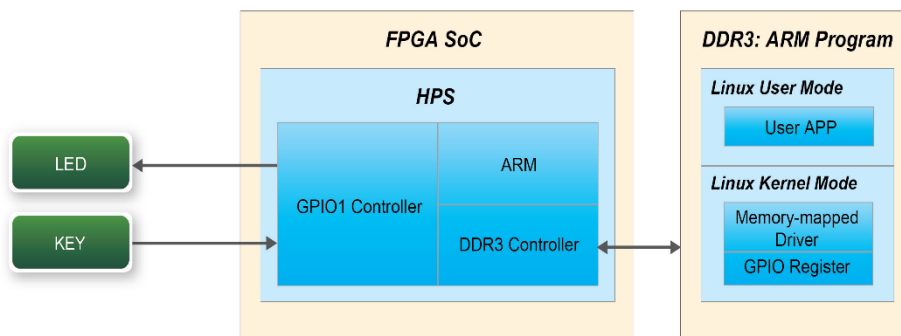 FPGA SoC
HPS
LED
KEY
GPIO1 Controller
ARM
DDR3 Controller
DDR3: ARM Program
Linux User Mode
User APP
Linux Kernel Mode
Memory-mapped
Driver
GPIO Register